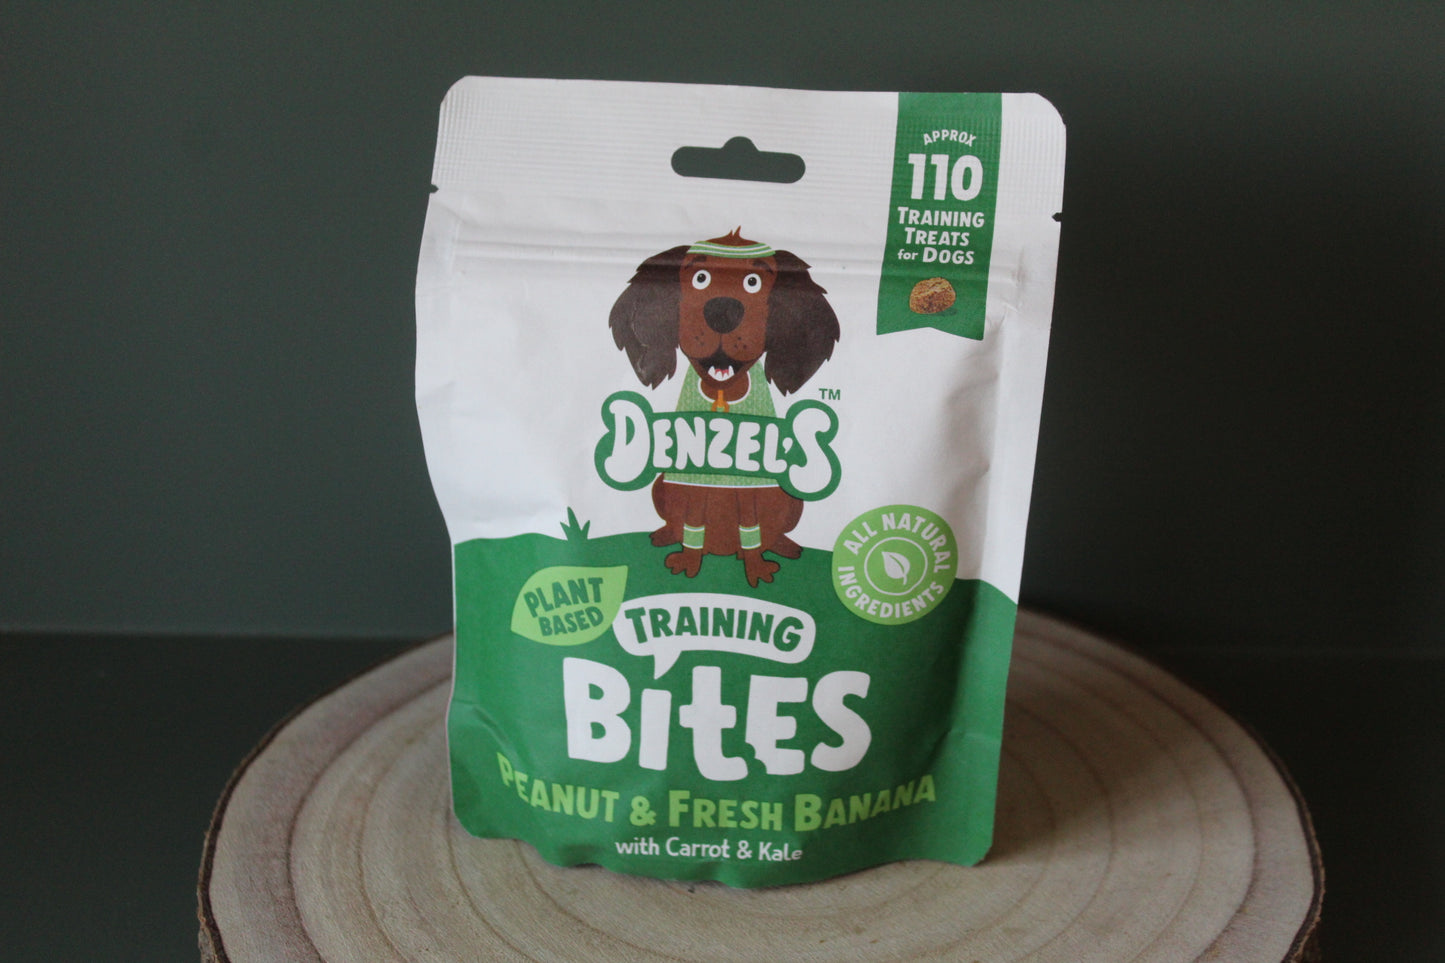 APPROX
110
TRAINING
TREATS
for DOGS
DENZEL'S™
ALL NATURAL
INGREDIENTS
PLANT
BASED
TRAINING
BITES
PEANUT & FRESH BANANA
with Carrot & Kale